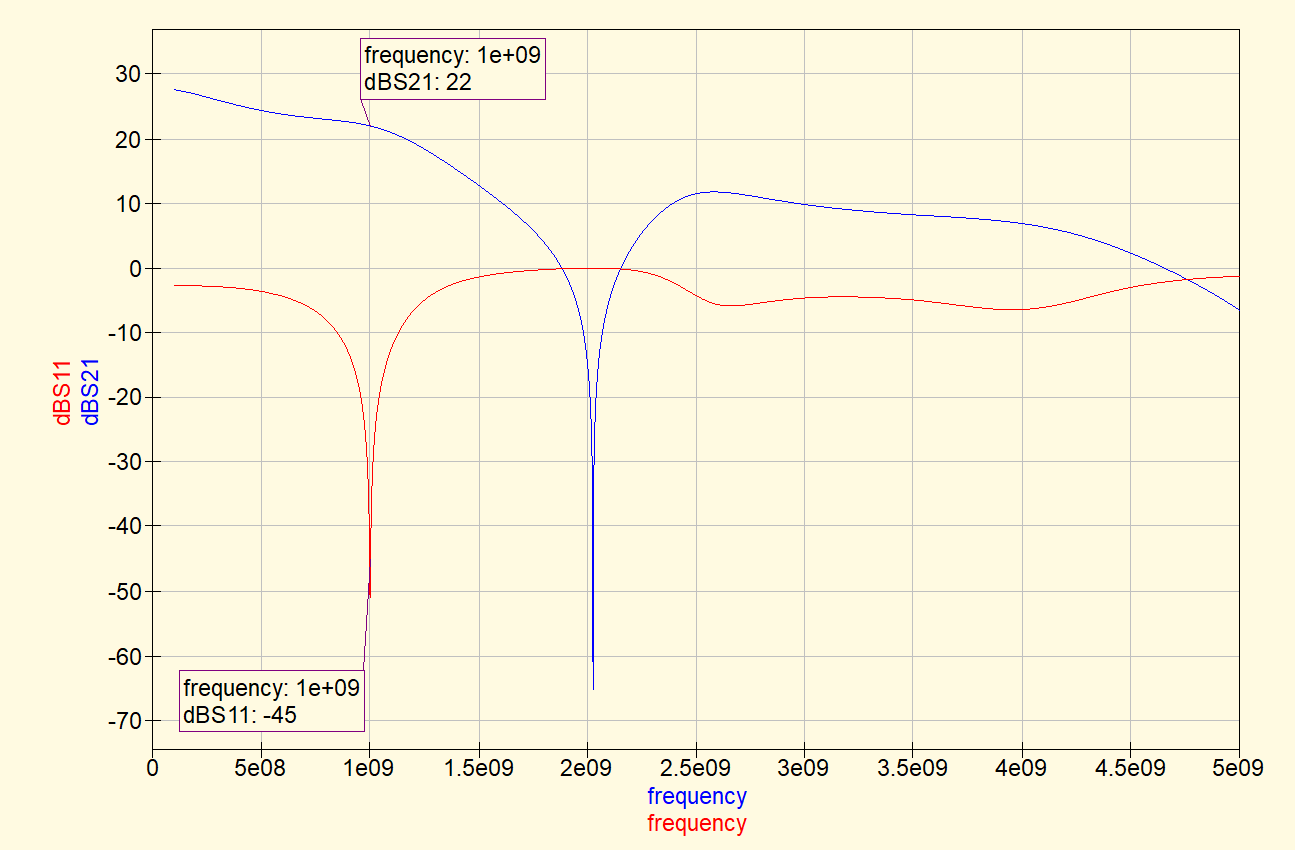 frequency: 1e+09
dBS21: 22
30
20
10
0
-10
-20
-30
-40
-50
-60
-70
dBS11
dBS21
frequency: 1e+09
dBS11: -45
0
5e08
1e09
1.5e09
2e09
2.5e09
3e09
3.5e09
4e09
4.5e09
5e09
frequency
frequency